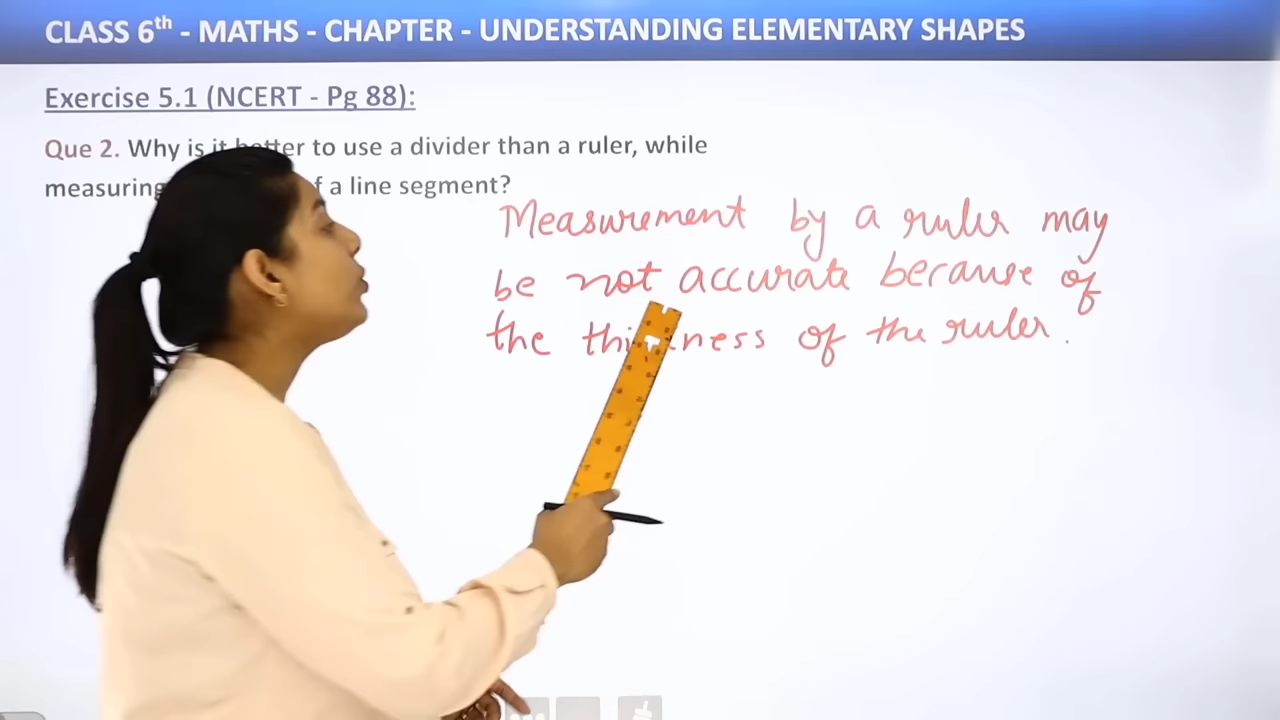 CLASS 6th - MATHS - CHAPTER - UNDERSTANDING ELEMENTARY SHAPES
Exercise 5.1 (NCERT - Pg 88):
Que 2. Why is it better to use a divider than a ruler, while
measuring f a line segment?
Measurement by a ruler may
be not accurate because of
the thickness of the ruler.